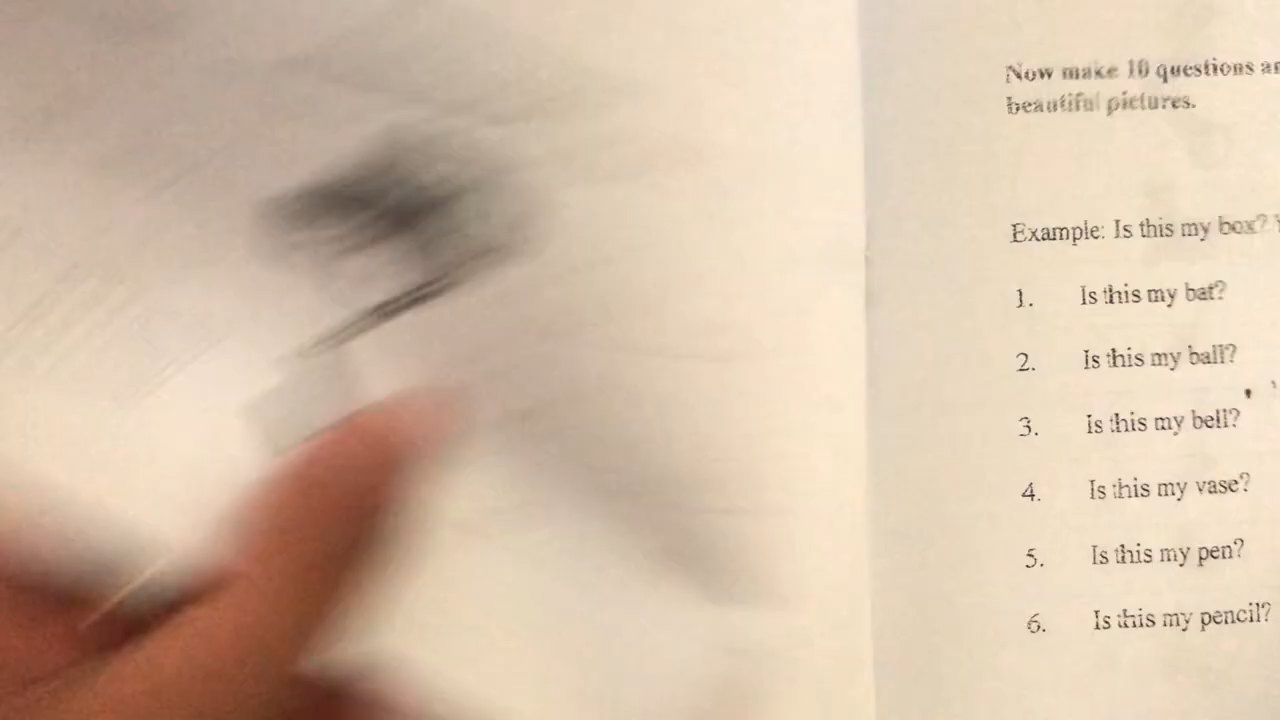 Now make 10 questions
beautiful pictures.
Example: Is this my box?
1. Is this my bat?
2. Is this my ball?
3. Is this my bell?
4. Is this my vase?
5. Is this my pen?
6. Is this my pencil?